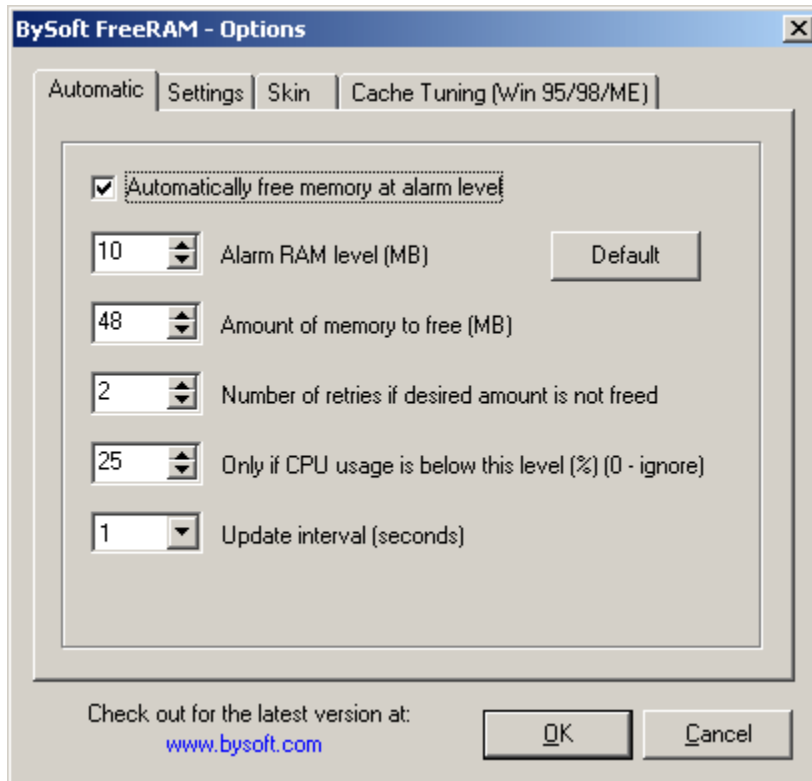 BySoft FreeRAM - Options
Automatic Settings Skin Cache Tuning (Win 95/98/ME)
Automatically free memory at alarm level
10 Alarm RAM level (MB) Default
48 Amount of memory to free (MB)
2 Number of retries if desired amount is not freed
25 Only if CPU usage is below this level (%) (0 - ignore)
1 Update interval (seconds)
Check out for the latest version at:
www.bysoft.com
OK Cancel